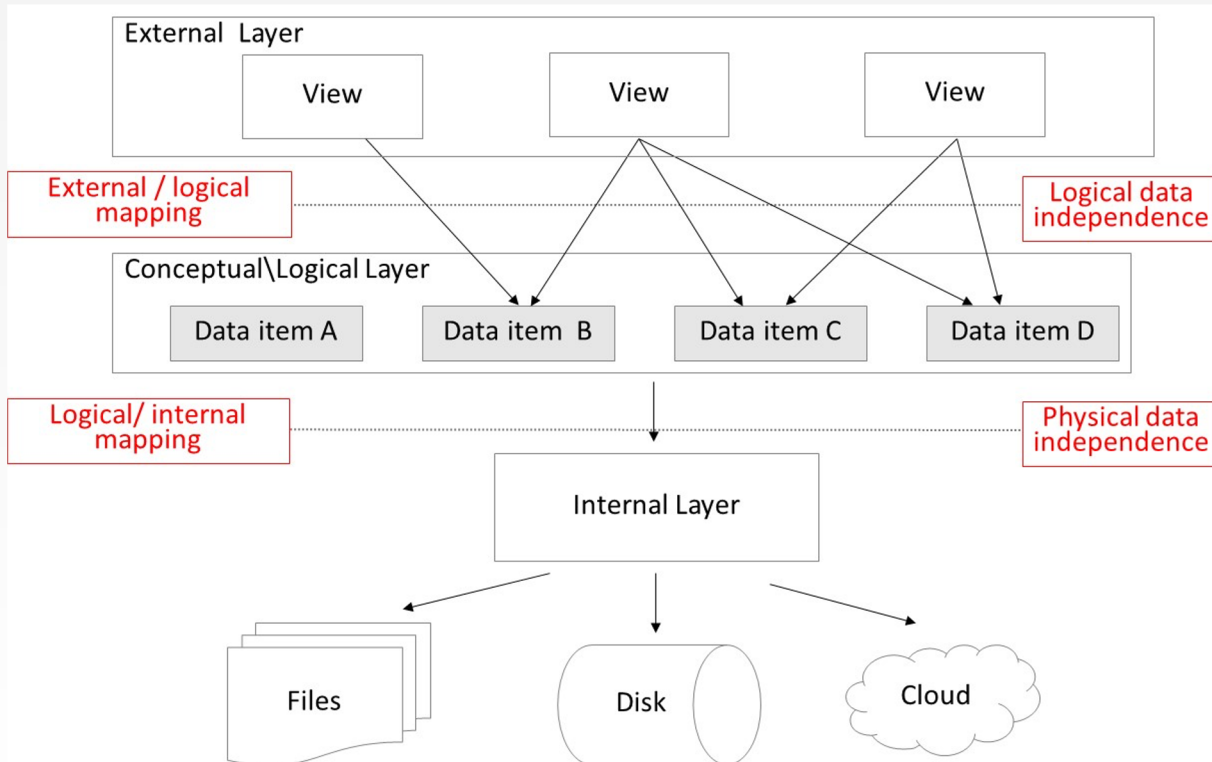 External Layer
View
View
View
External / logical
mapping
Logical data
independence
Conceptual\Logical Layer
Data item A
Data item B
Data item C
Data item D
Logical/ internal
mapping
Physical data
independence
Internal Layer
Files
Disk
Cloud